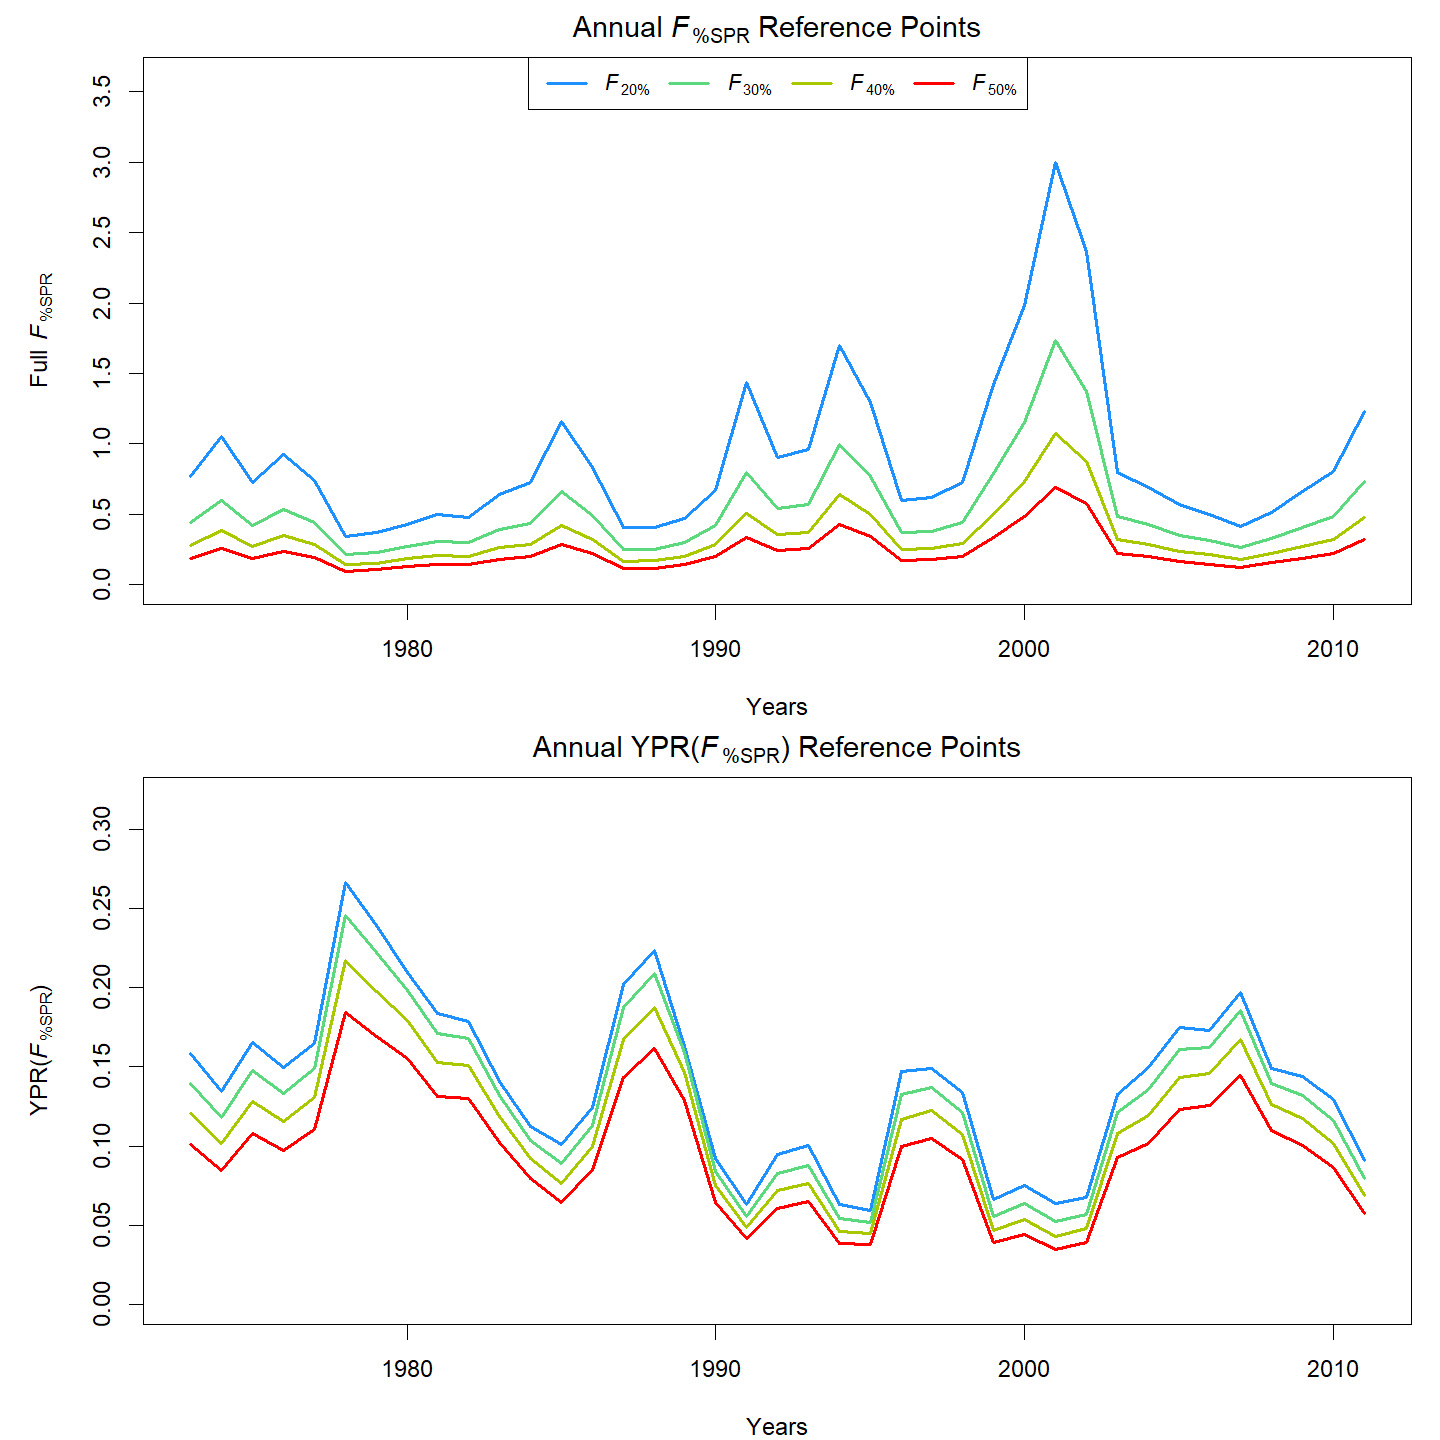 Annual F%SPR Reference Points
F20% F30% F40% F50%
Full F%SPR
3.5
3.0
2.5
2.0
1.5
1.0
0.5
0.0
1980 1990 2000 2010
Years
Annual YPR(F%SPR) Reference Points
YPR(F%SPR)
0.30
0.25
0.20
0.15
0.10
0.05
0.00
1980 1990 2000 2010
Years